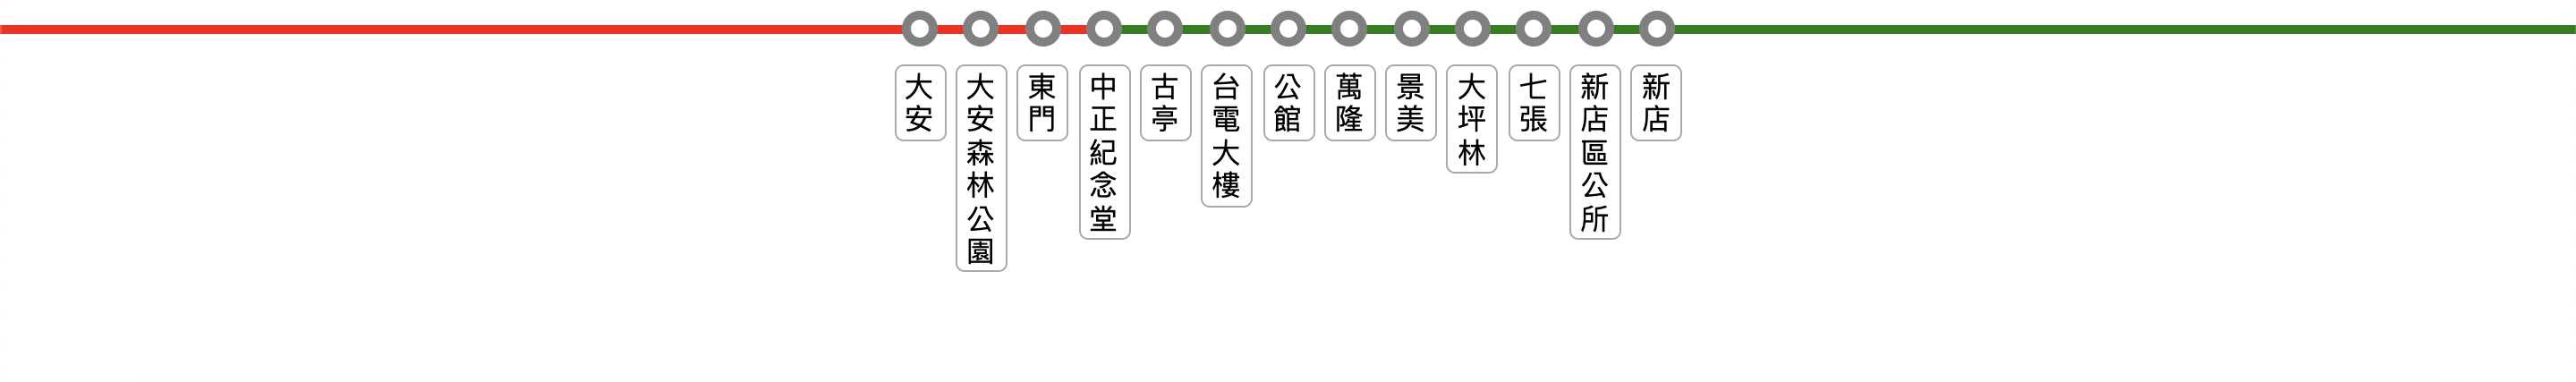 大安
大安森林公園
東門
中正紀念堂
古亭
台電大樓
公館
萬隆
景美
大坪林
七張
新店區公所
新店